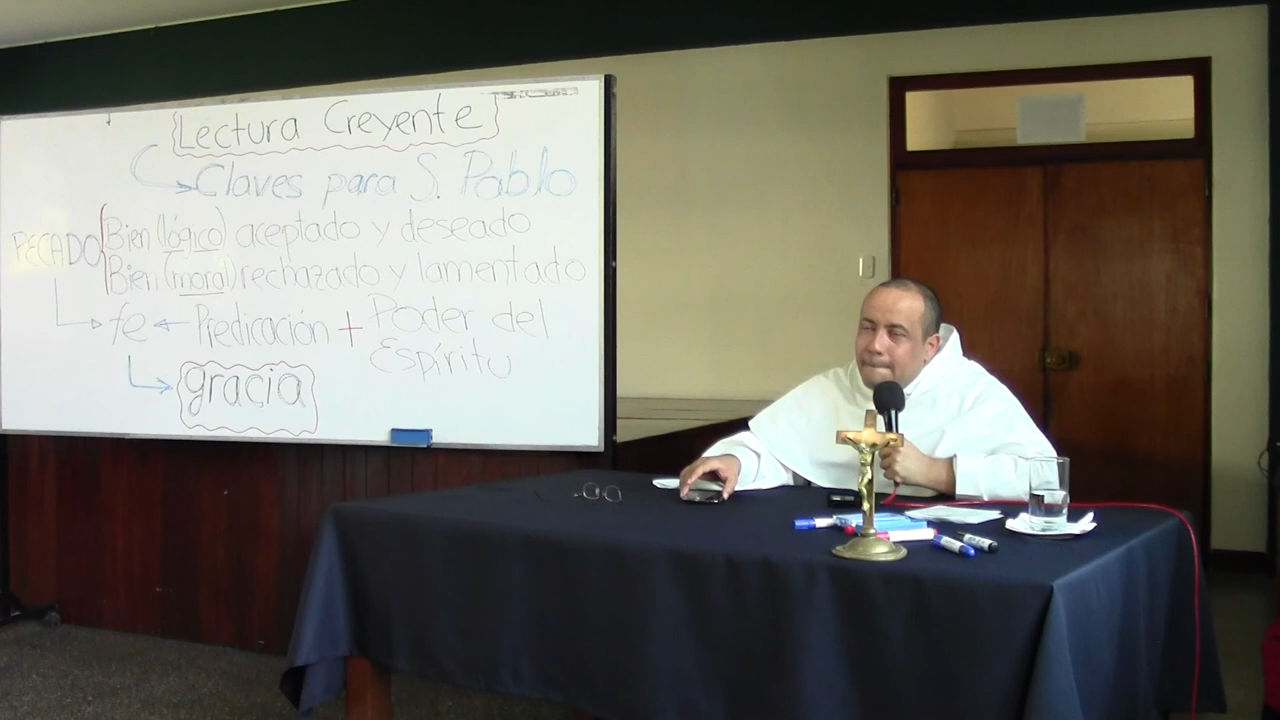 Lectura Creyente
Claves para S. Pablo
PECADO
Bien (lógico) aceptado y deseado
Bien (moral) rechazado y lamentado
fe Predicación + Poder del
Espíritu
gracia